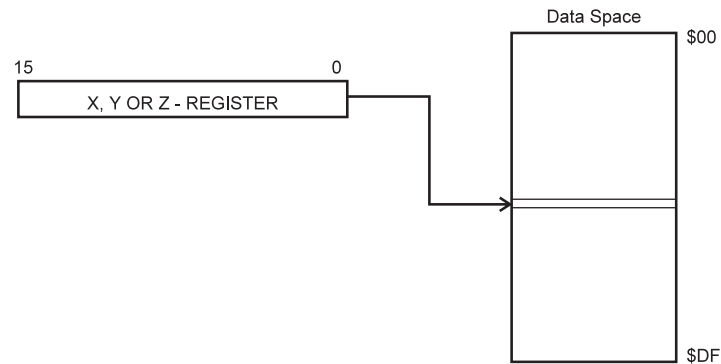 Data Space
$00
15 0
X, Y OR Z - REGISTER
$DF